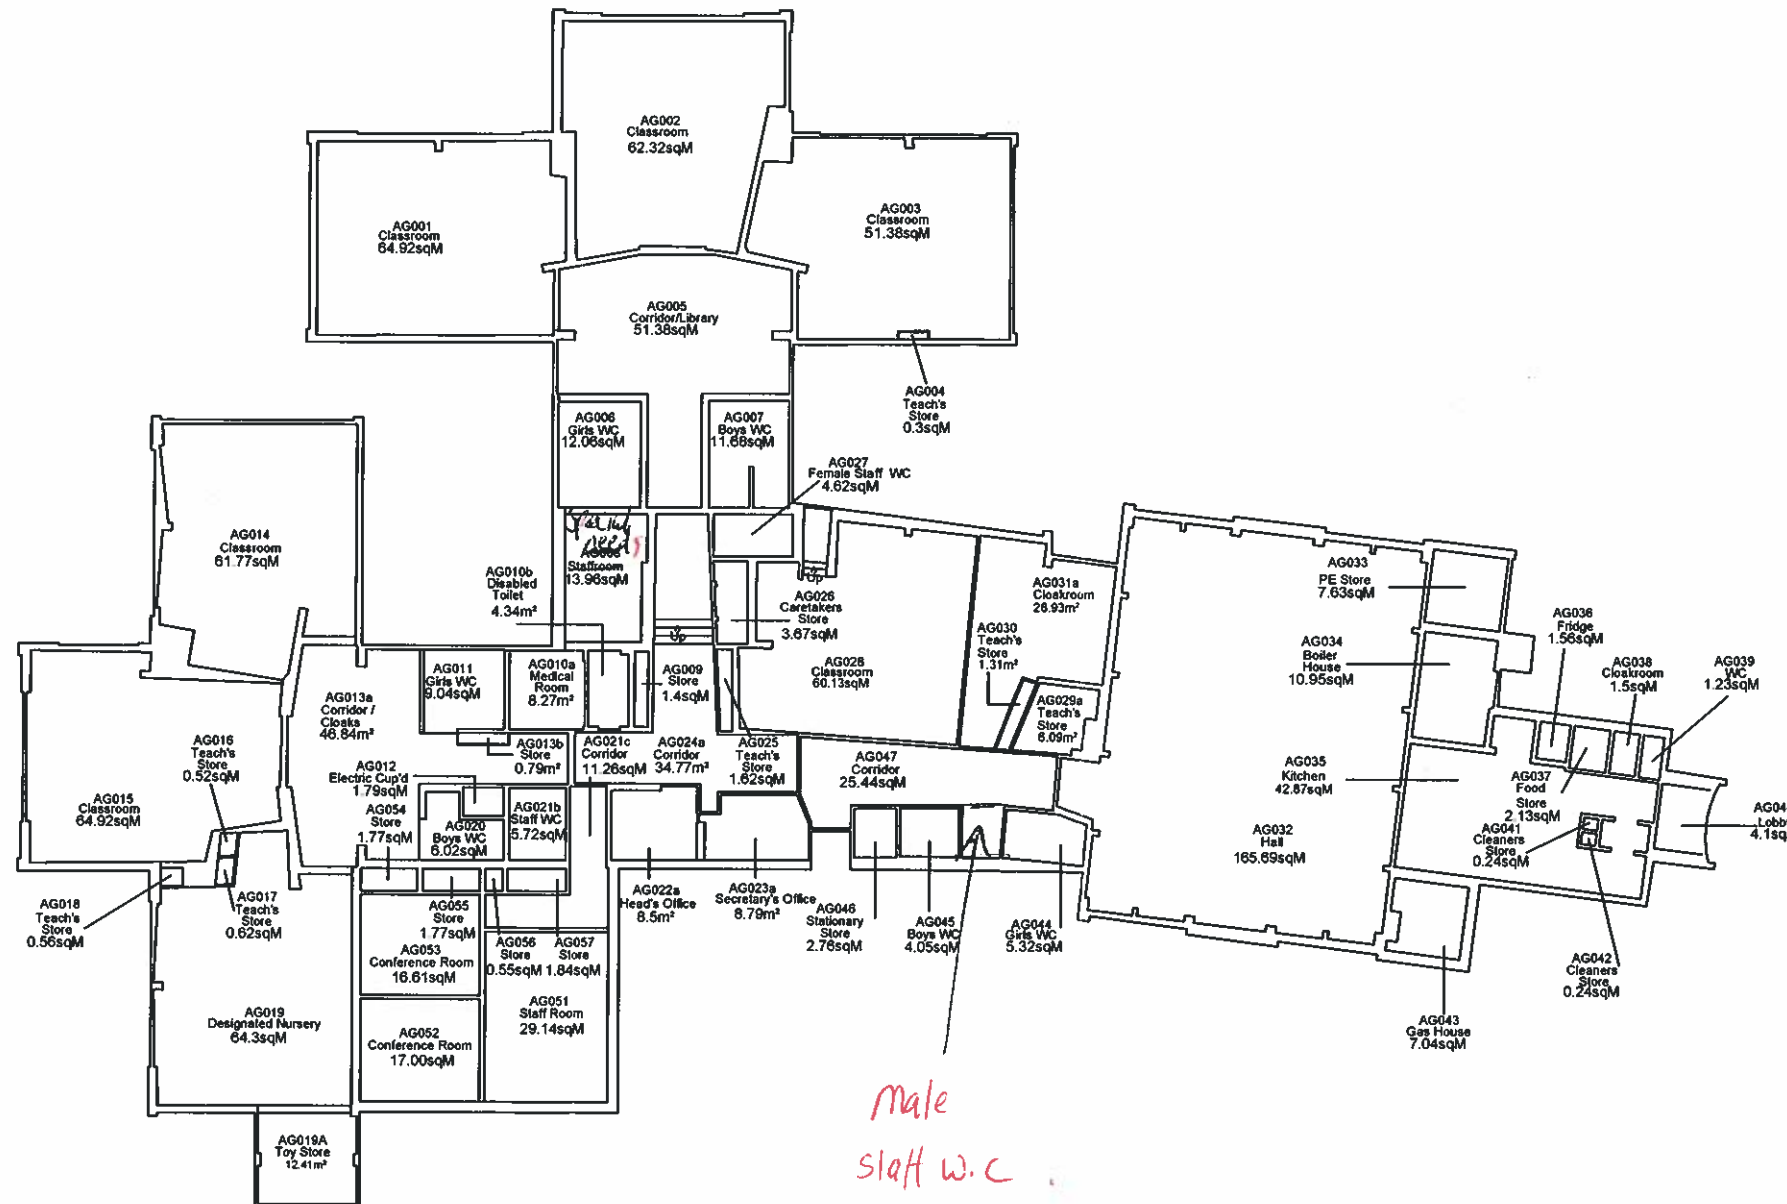 AG002
Classroom
62.32sqM
AG001
Classroom
64.92sqM
AG003
Classroom
51.38sqM
AG005
Corridor/Library
51.38sqM
AG004
Teach's
Store
0.3sqM
AG006
Girls WC
12.06sqM
AG007
Boys WC
11.68sqM
AG027
Female Staff WC
4.62sqM
AG014
Classroom
61.77sqM
AG010b
Disabled
Toilet
4.34m²
Staffroom
13.96sqM
Up
AG026
Caretakers
Store
3.67sqM
Up
AG031a
Cloakroom
26.93m²
AG030
Teach's
Store
1.31m²
AG033
PE Store
7.63sqM
AG036
Fridge
1.56sqM
AG034
Boiler
House
10.95sqM
AG038
Cloakroom
1.5sqM
AG039
WC
1.23sqM
AG013a
Corridor /
Cloaks
46.84m²
AG011
Girls WC
9.04sqM
AG010a
Medical
Room
8.27m²
AG009
Store
1.4sqM
AG028
Classroom
60.13sqM
AG029a
Teach's
Store
6.09m²
AG016
Teach's
Store
0.52sqM
AG013b
Store
0.79m²
AG021c
Corridor
11.26sqM
AG024a
Corridor
34.77m²
AG025
Teach's
Store
1.62sqM
AG047
Corridor
25.44sqM
AG035
Kitchen
42.87sqM
AG037
Food
Store
2.13sqM
AG012
Electric Cup'd
1.79sqM
AG015
Classroom
64.92sqM
AG054
Store
1.77sqM
AG020
Boys WC
6.02sqM
AG021b
Staff WC
5.72sqM
AG032
Hall
165.69sqM
AG041
Cleaners
Store
0.24sqM
AG04
Lobb
4.1sq
AG018
Teach's
Store
0.56sqM
AG017
Teach's
Store
0.62sqM
AG055
Store
1.77sqM
AG056
Store
0.55sqM
AG057
Store
1.84sqM
AG022a
Head's Office
8.5m²
AG023a
Secretary's Office
8.79m²
AG046
Stationary
Store
2.76sqM
AG045
Boys WC
4.05sqM
AG044
Girls WC
5.32sqM
AG053
Conference Room
16.61sqM
AG042
Cleaners
Store
0.24sqM
AG019
Designated Nursery
64.3sqM
AG052
Conference Room
17.00sqM
AG051
Staff Room
29.14sqM
AG043
Gas House
7.04sqM
Male
staff W.C
AG019A
Toy Store
12.41m²